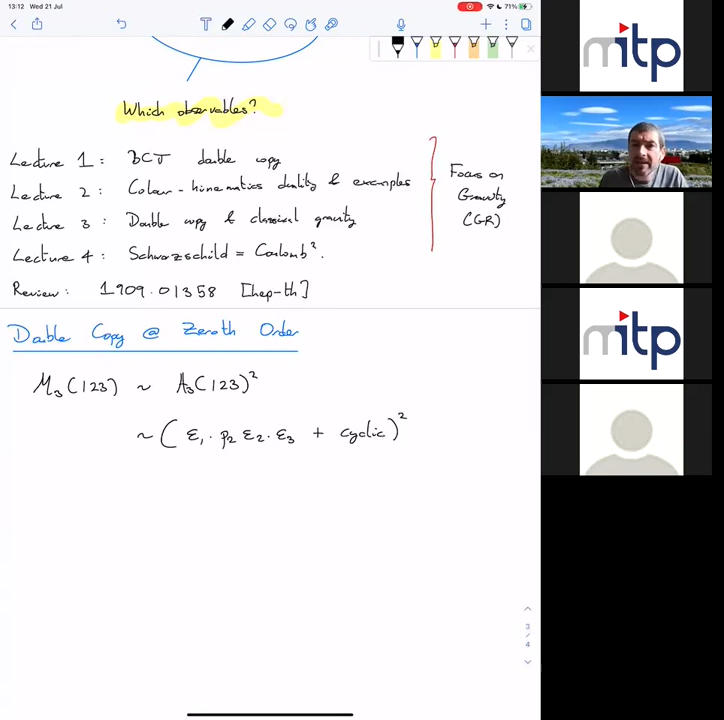 13:12 Wed 21 Jul
71%
Which observables?
Lecture 1: BCJ double copy
Lecture 2: Colour-kinematics duality & examples
Lecture 3: Double copy & classical gravity
Lecture 4: Schwarzschild = Coulomb².
Focus on
Gravity
(GR)
Review: 1909.01358 [hep-th]
Double Copy @ Zeroth Order
M₃(123) ~ A₃(123)²
~ (ε₁·p₂ ε₂·ε₃ + cyclic)²
3/4
mitp
mitp